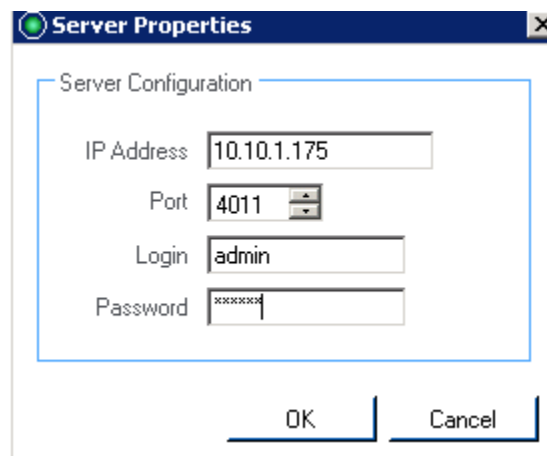 Server Properties
Server Configuration
IP Address 10.10.1.175
Port 4011
Login admin
Password ******
OK Cancel